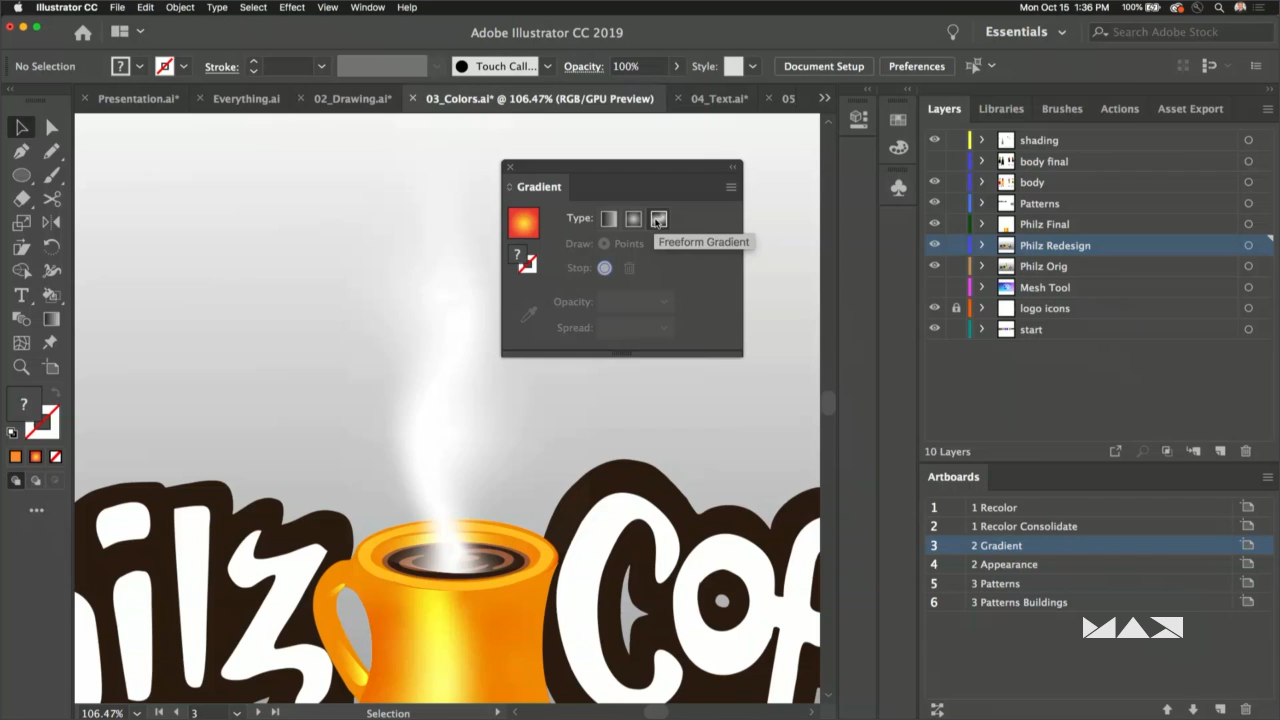 Illustrator CC File Edit Object Type Select Effect View Window Help
100% Mon Oct 15 1:36 PM
Adobe Illustrator CC 2019
Essentials
Search Adobe Stock
No Selection
?
Stroke:
Touch Call...
Opacity: 100%
Style:
Document Setup
Preferences
Presentation.ai*
Everything.ai
02_Drawing.ai*
03_Colors.ai* @ 106.47% (RGB/GPU Preview)
04_Text.ai*
05
Layers Libraries Brushes Actions Asset Export
shading
body final
body
Patterns
Philz Final
Philz Redesign
Philz Orig
Mesh Tool
logo icons
start
10 Layers
Gradient
Type:
Draw: Points
Freeform Gradient
?
Stop:
Opacity:
Spread:
?
Artboards
1 1 Recolor
2 1 Recolor Consolidate
3 2 Gradient
4 2 Appearance
5 3 Patterns
6 3 Patterns Buildings
MAX
ilz Cof
106.47%
3
Selection